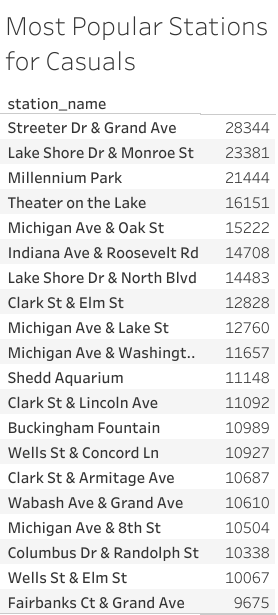 Most Popular Stations
for Casuals
station_name
Streeter Dr & Grand Ave 28344
Lake Shore Dr & Monroe St 23381
Millennium Park 21444
Theater on the Lake 16151
Michigan Ave & Oak St 15222
Indiana Ave & Roosevelt Rd 14708
Lake Shore Dr & North Blvd 14483
Clark St & Elm St 12828
Michigan Ave & Lake St 12760
Michigan Ave & Washingt.. 11657
Shedd Aquarium 11148
Clark St & Lincoln Ave 11092
Buckingham Fountain 10989
Wells St & Concord Ln 10927
Clark St & Armitage Ave 10687
Wabash Ave & Grand Ave 10610
Michigan Ave & 8th St 10504
Columbus Dr & Randolph St 10338
Wells St & Elm St 10067
Fairbanks Ct & Grand Ave 9675